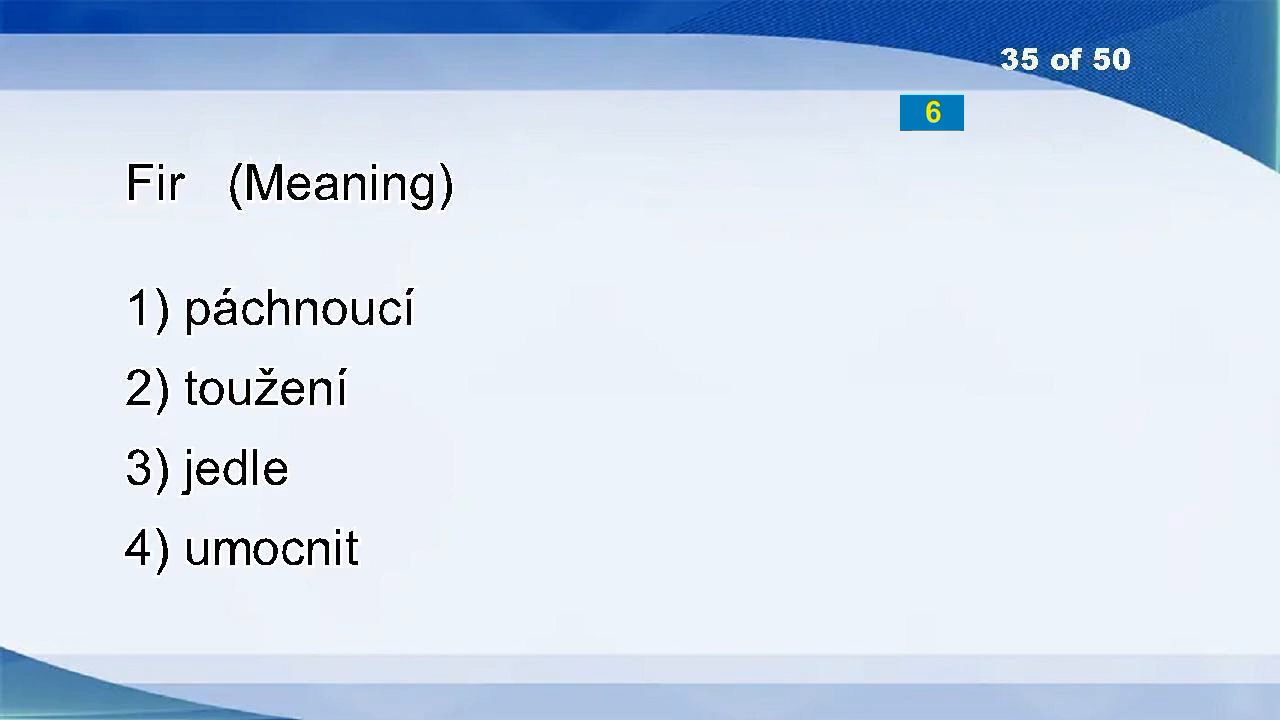 35 of 50
6
Fir (Meaning)
1) páchnoucí
2) toužení
3) jedle
4) umocnit